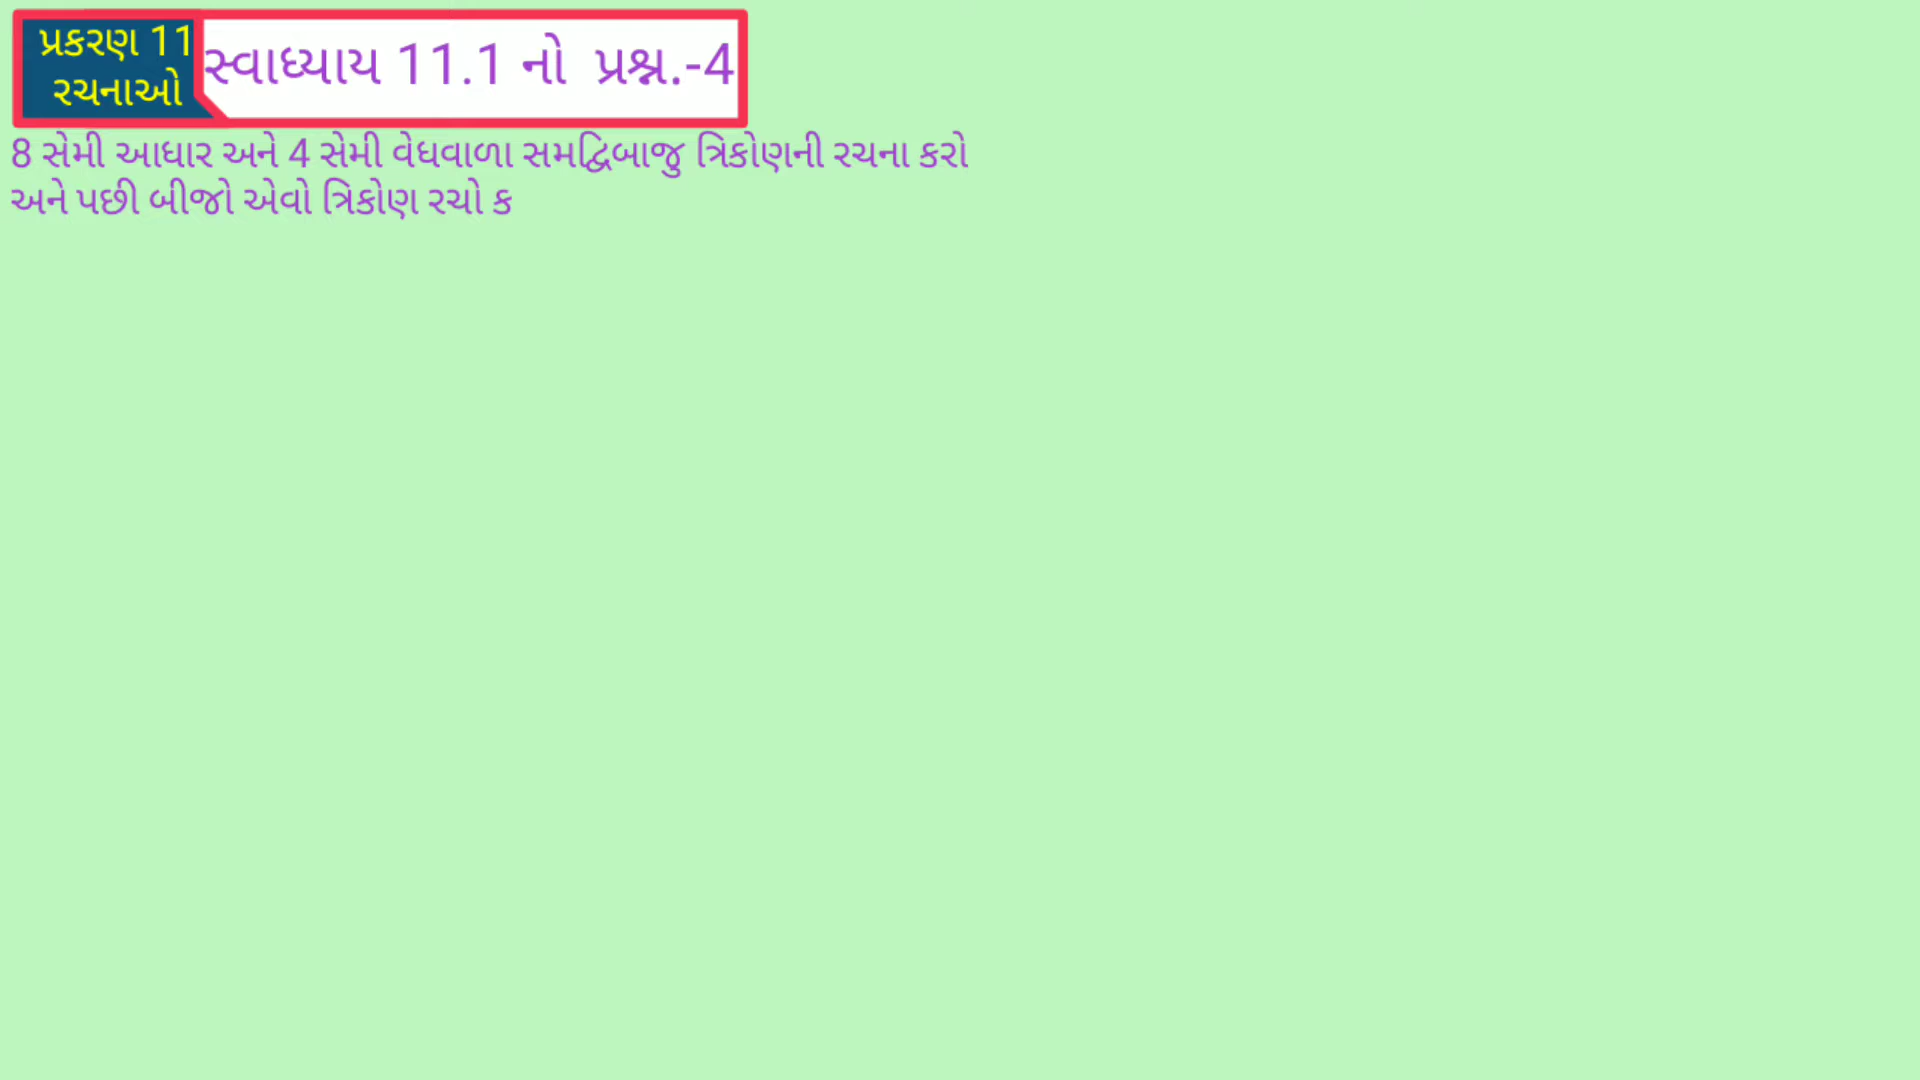 પ્રકરણ 11
રચનાઓ
સ્વાધ્યાય 11.1 નો પ્રશ્ન.-4
8 સેમી આધાર અને 4 સેમી વેધવાળા સમદ્વિબાજુ ત્રિકોણની રચના કરો
અને પછી બીજો એવો ત્રિકોણ રચો ક